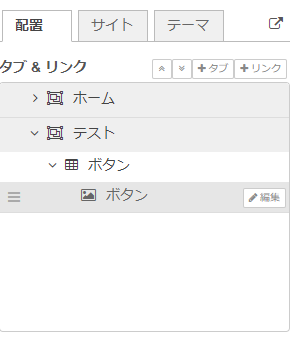 配置 サイト テーマ
タブ & リンク +タブ +リンク
ホーム
テスト
ボタン
ボタン 編集